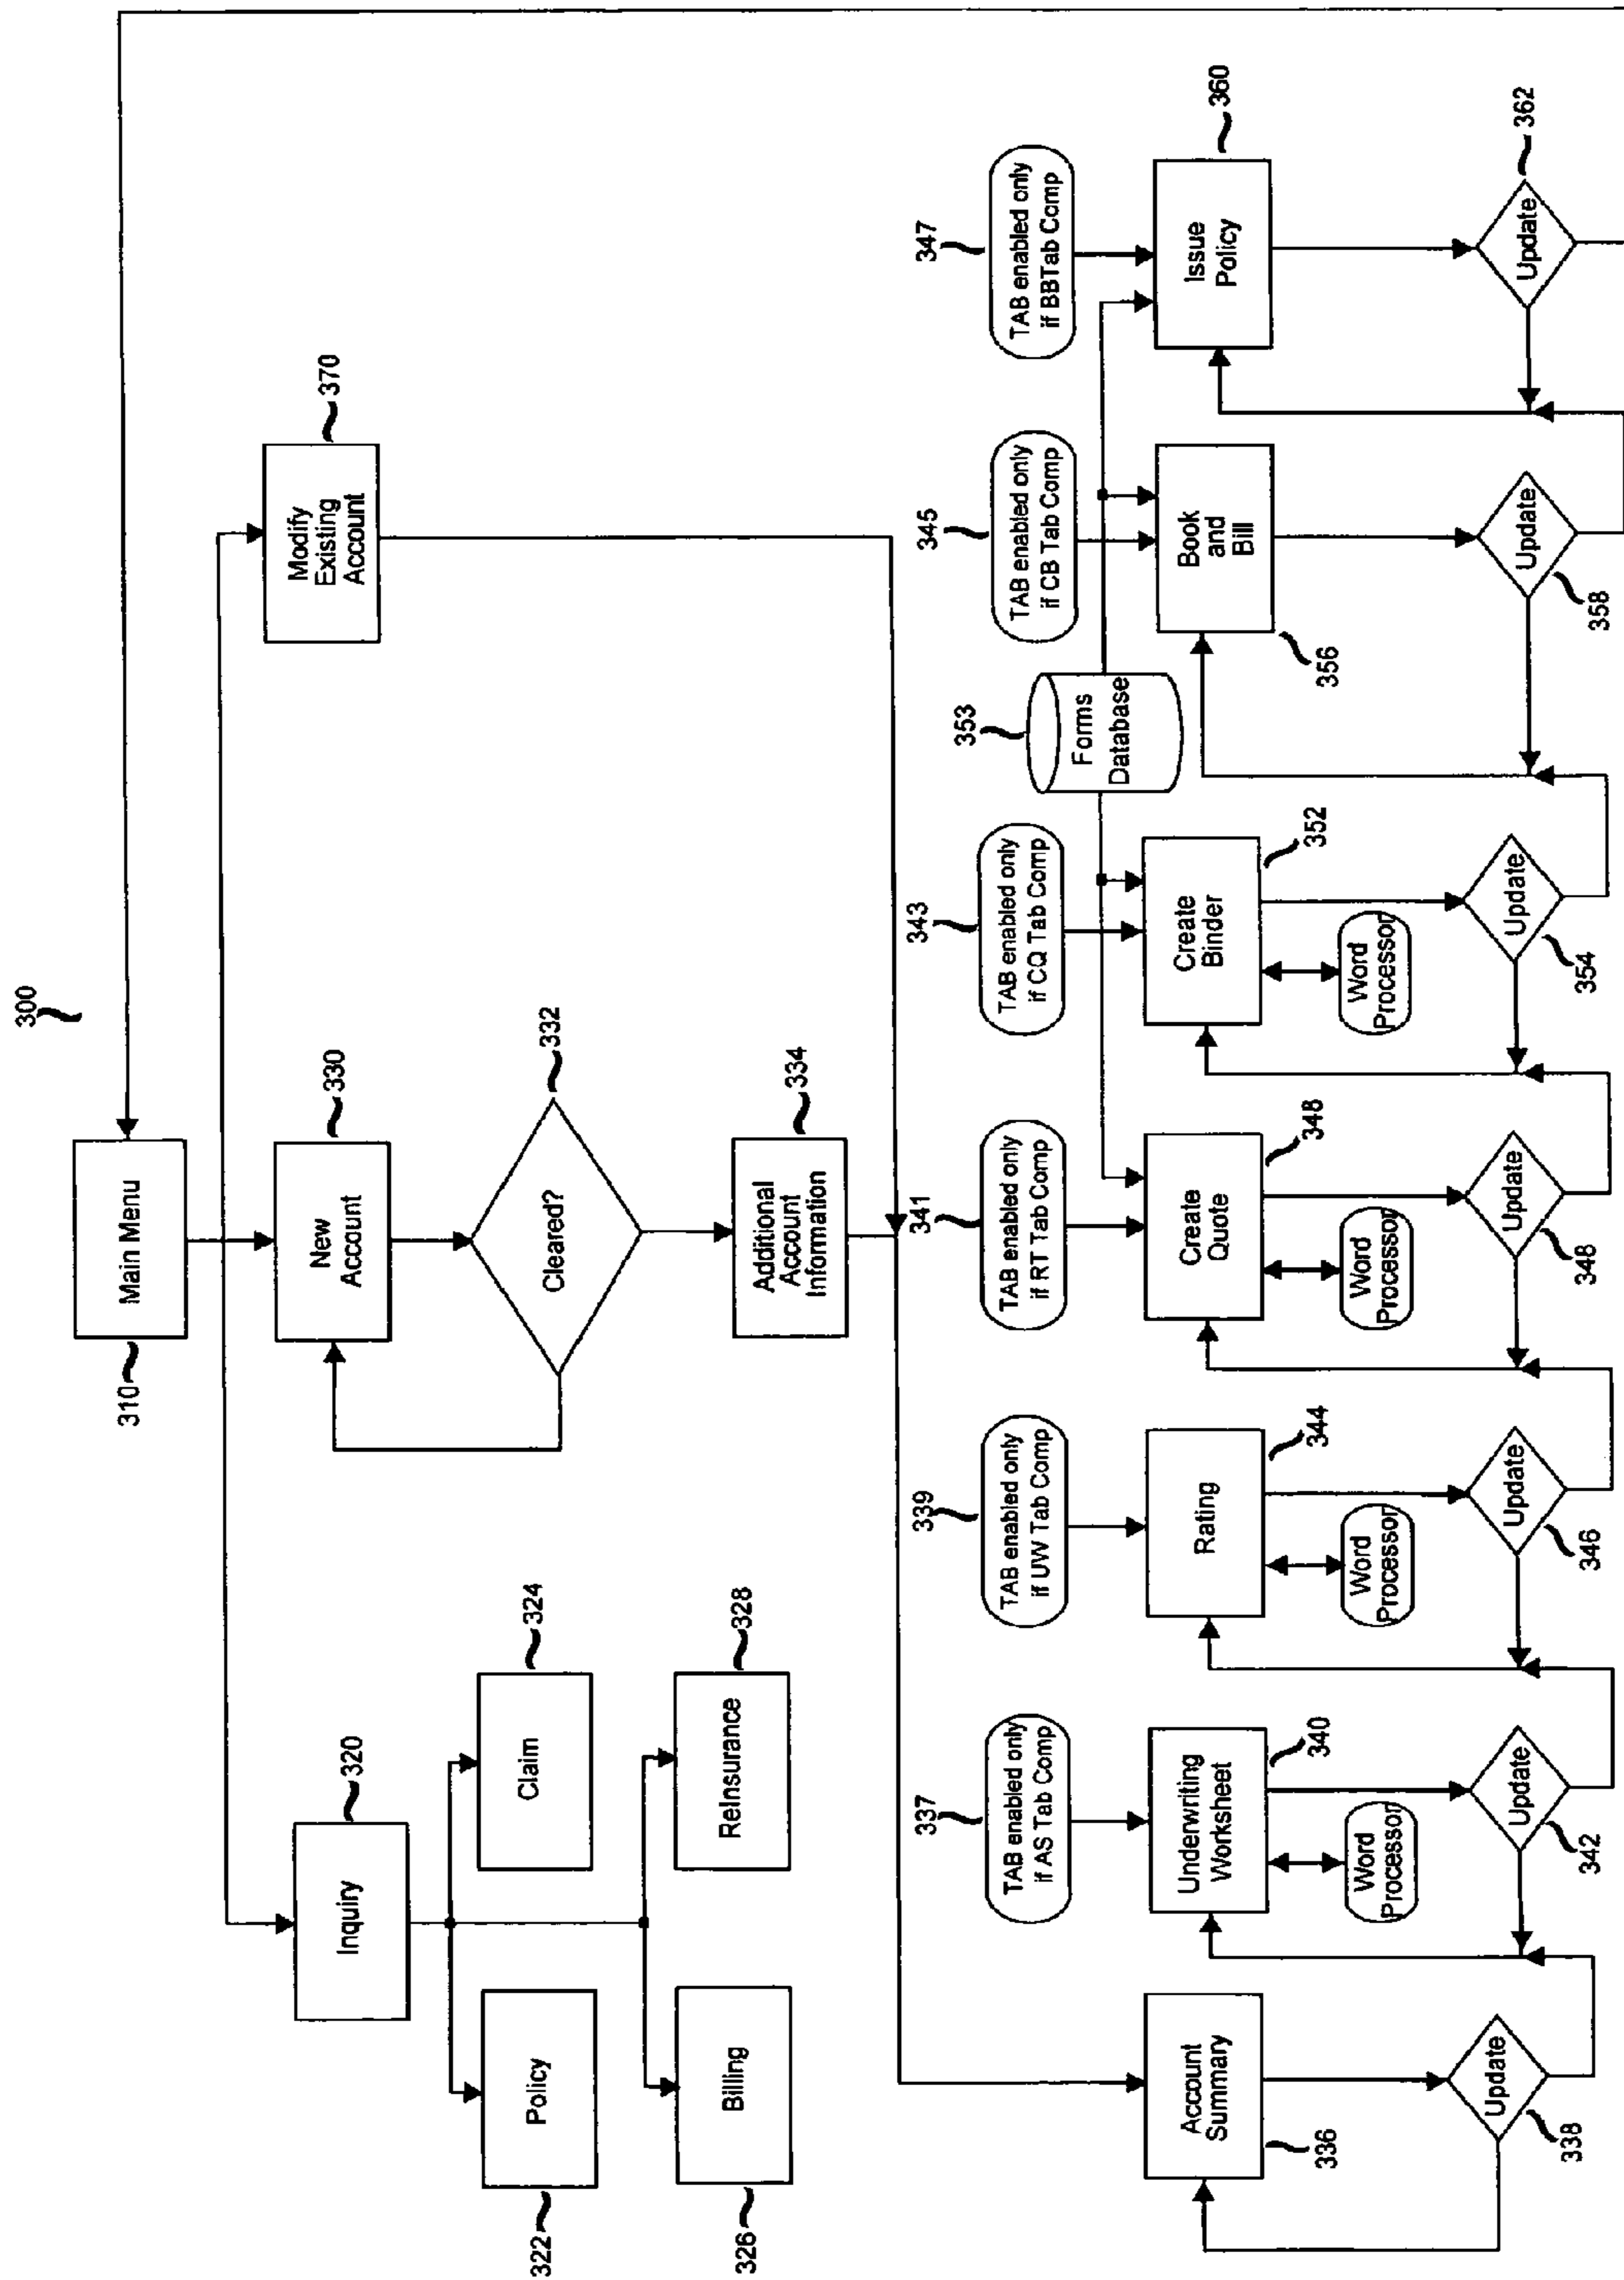 300
Main Menu
310
Inquiry
320
New
Account
330
Modify
Existing
Account
370
Policy
322
Claim
324
Cleared?
332
Billing
326
ReInsurance
328
Additional
Account
Information
334
337
TAB enabled only
if AS Tab Comp
339
TAB enabled only
if UW Tab Comp
341
TAB enabled only
if RT Tab Comp
343
TAB enabled only
if CQ Tab Comp
353
Forms
Database
345
TAB enabled only
if CB Tab Comp
347
TAB enabled only
if BBTab Comp
Account
Summary
336
Underwriting
Worksheet
340
Rating
344
Create
Quote
348
Create
Binder
352
Book
and
Bill
356
Issue
Policy
360
Word
Processor
Word
Processor
Word
Processor
Word
Processor
Update
338
Update
342
Update
346
Update
348
Update
354
Update
358
Update
362